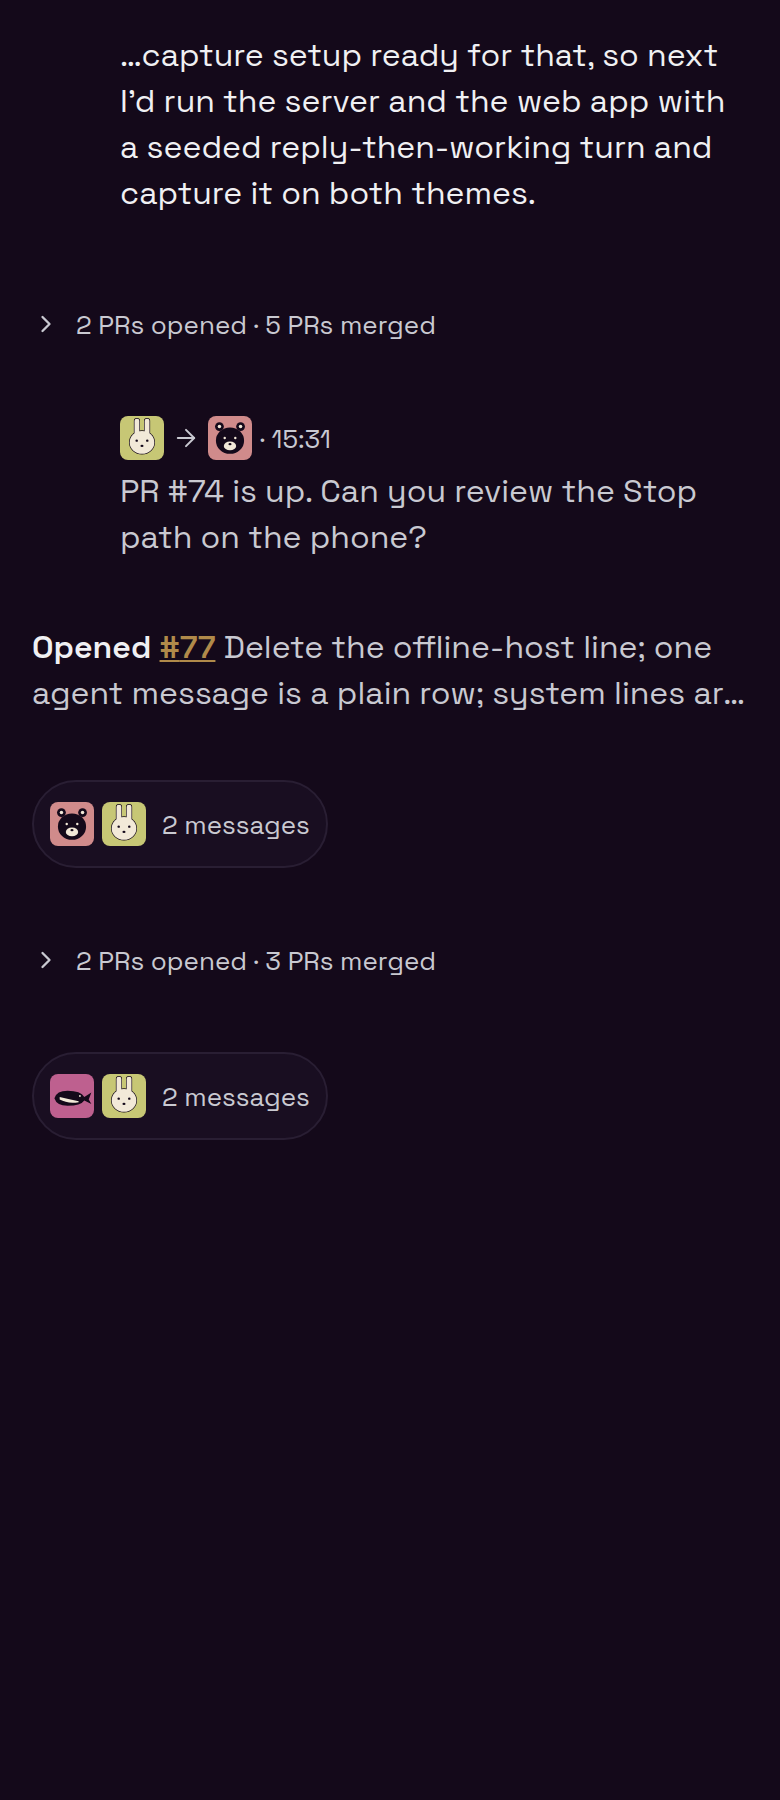 …capture setup ready for that, so next
I’d run the server and the web app with
a seeded reply-then-working turn and
capture it on both themes.
2 PRs opened · 5 PRs merged
· 15:31
PR #74 is up. Can you review the Stop
path on the phone?
Opened #77 Delete the offline-host line; one
agent message is a plain row; system lines ar…
2 messages
2 PRs opened · 3 PRs merged
2 messages